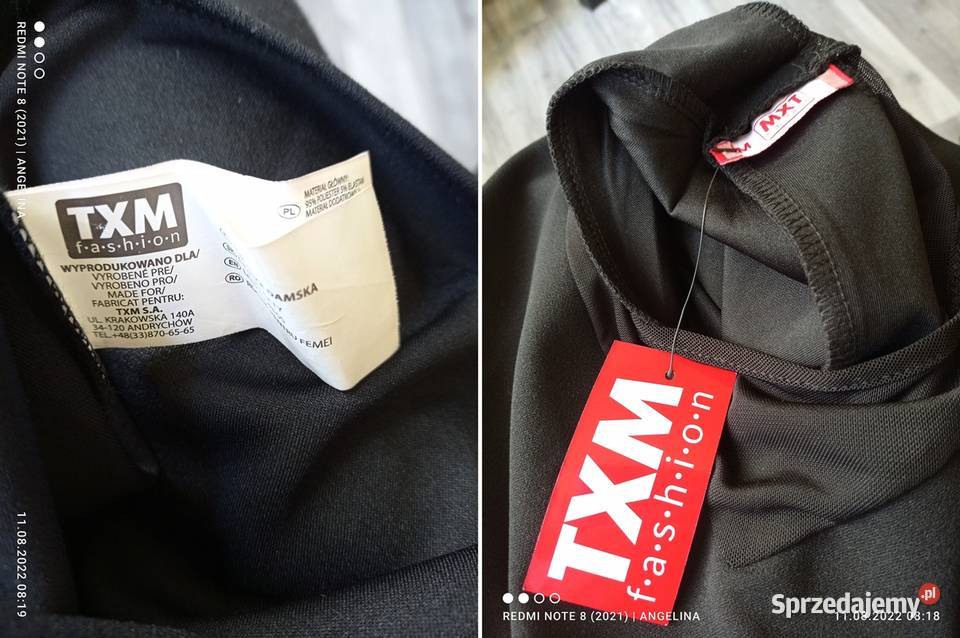 REDMI NOTE 8 (2021) | ANGELINA
11.08.2022 08:19
TXM
f·a·s·h·i·o·n
WYPRODUKOWANO DLA/
VYROBENÉ PRE/
VYROBENO PRO/
MADE FOR/
FABRICAT PENTRU:
TXM S.A.
UL. KRAKOWSKA 140A
34-120 ANDRYCHÓW
TEL.+48(33)870-65-65
PL
MATERIAŁ GŁÓWNY:
95% POLIESTER 5% ELASTAN
MATERIAŁ DODATKOWY
EN
RO
DAMSKA
FEMEI
TXM
TXM
f·a·s·h·i·o·n
REDMI NOTE 8 (2021) | ANGELINA
11.08.2022 08:18
Sprzedajemy.pl